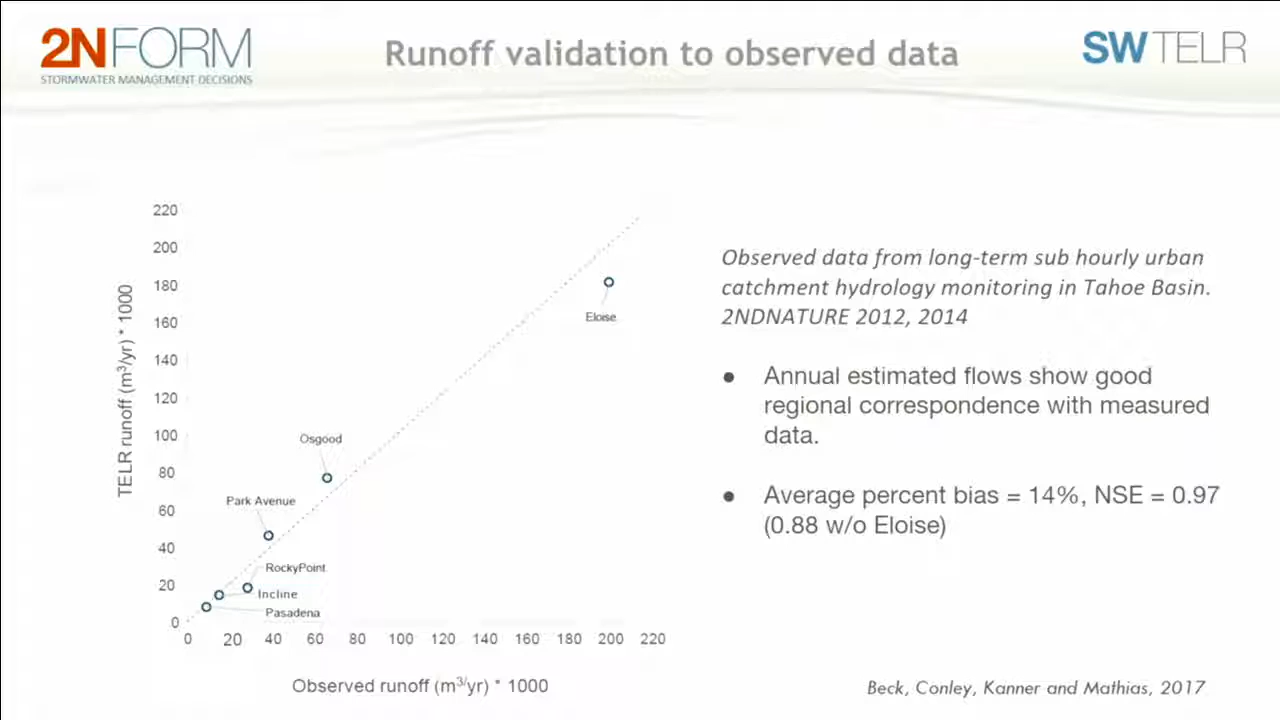 2NFORM
STORMWATER MANAGEMENT DECISIONS
Runoff validation to observed data
SWTELR
220
200
180
160
140
120
100
80
60
40
20
0
TELR runoff (m³/yr) * 1000
Eloise
Osgood
Park Avenue
RockyPoint
Incline
Pasadena
0 20 40 60 80 100 120 140 160 180 200 220
Observed runoff (m³/yr) * 1000
Observed data from long-term sub hourly urban
catchment hydrology monitoring in Tahoe Basin.
2NDNATURE 2012, 2014
● Annual estimated flows show good
regional correspondence with measured
data.
● Average percent bias = 14%, NSE = 0.97
(0.88 w/o Eloise)
Beck, Conley, Kanner and Mathias, 2017